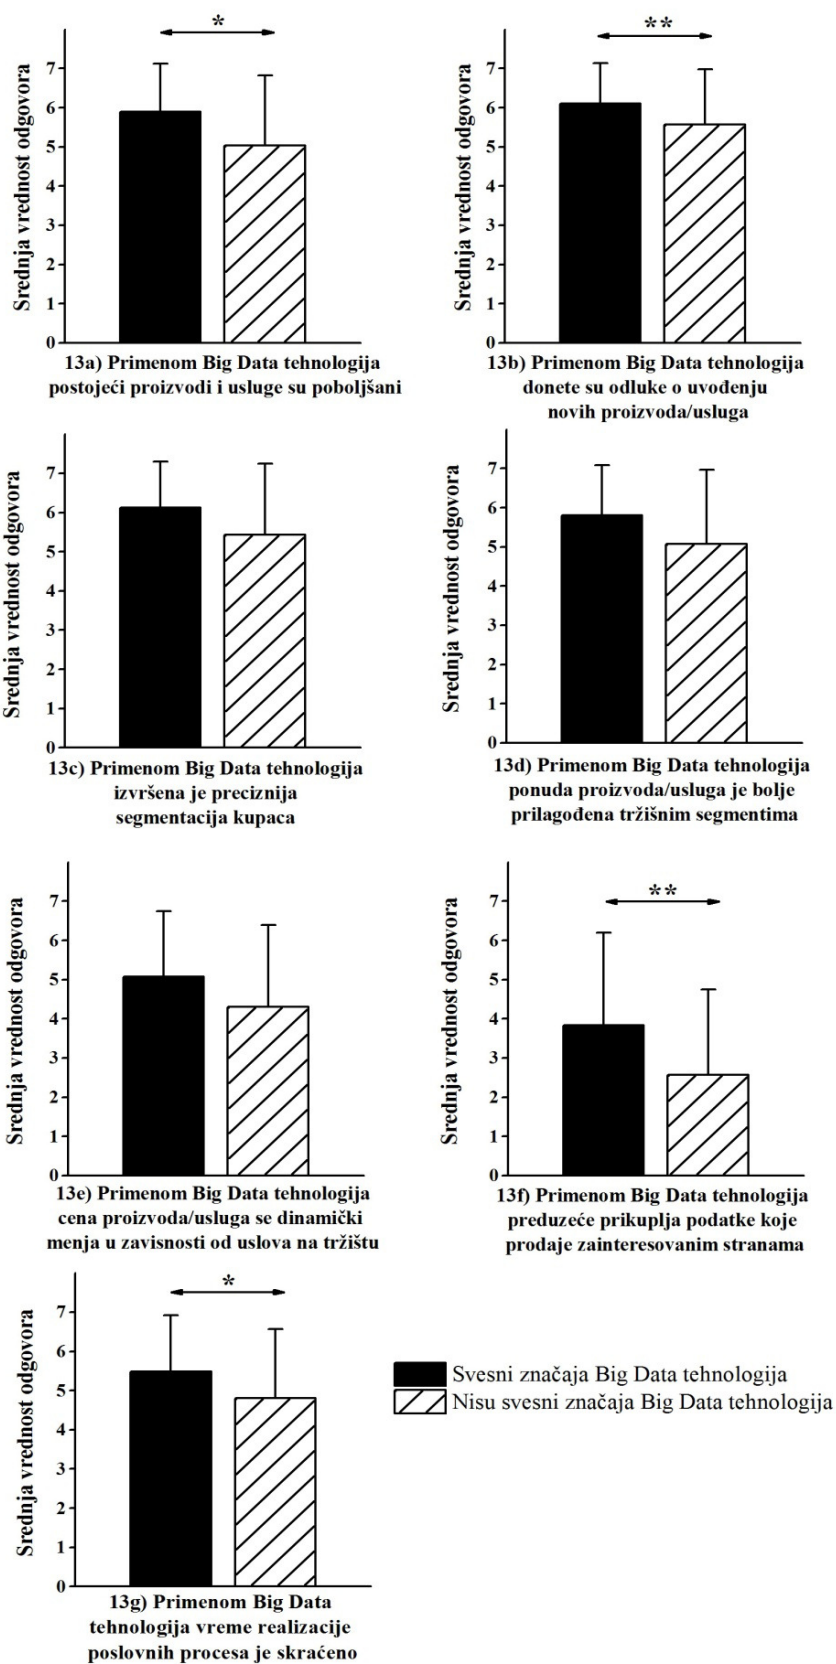 *
Srednja vrednost odgovora
7
6
5
4
3
2
1
0
13a) Primenom Big Data tehnologija
postojeći proizvodi i usluge su poboljšani
**
Srednja vrednost odgovora
7
6
5
4
3
2
1
0
13b) Primenom Big Data tehnologija
donete su odluke o uvođenju
novih proizvoda/usluga
Srednja vrednost odgovora
7
6
5
4
3
2
1
0
13c) Primenom Big Data tehnologija
izvršena je preciznija
segmentacija kupaca
Srednja vrednost odgovora
7
6
5
4
3
2
1
0
13d) Primenom Big Data tehnologija
ponuda proizvoda/usluga je bolje
prilagođena tržišnim segmentima
Srednja vrednost odgovora
7
6
5
4
3
2
1
0
13e) Primenom Big Data tehnologija
cena proizvoda/usluga se dinamički
menja u zavisnosti od uslova na tržištu
**
Srednja vrednost odgovora
7
6
5
4
3
2
1
0
13f) Primenom Big Data tehnologija
preduzeće prikuplja podatke koje
prodaje zainteresovanim stranama
*
Srednja vrednost odgovora
7
6
5
4
3
2
1
0
13g) Primenom Big Data
tehnologija vreme realizacije
poslovnih procesa je skraćeno
Svesni značaja Big Data tehnologija
Nisu svesni značaja Big Data tehnologija